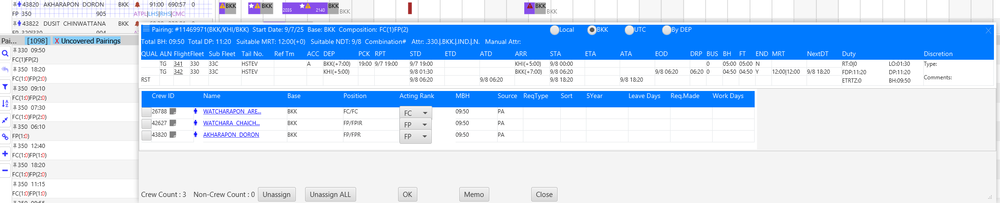 43820 AKHARAPON DORON BKK 91:00 690:57 0
FP 350 905 ATPL|LHS|RHS|CMC
43822 DUSIT CHINWATTANA BKK
BKK BKK 2035 2140 BKK BKK BKK BKK
Pai... [1098] X Uncovered Pairings
330 09:50
FC(1)FP(2)
350 18:20
FC(1:0)FP(2:0)
350 09:10
FC(1:0)FP(2:0)
350 07:30
FC(1:0)FP(2:0)
350 06:10
FP(1:0)
350 12:40
FC(1:0)FP(1:0)
350 18:20
FC(1:0)FP(2:0)
350 11:15
FC(1:0)FP(1:0)
Pairing: #11469971(BKK/KHI/BKK) Start Date: 9/7/25 Base: BKK Composition: FC(1)FP(2) Local BKK UTC By DEP X
Total BH: 09:50 Total DP: 11:20 Suitable MRT: 12:00(+0) Suitable NDT: 9/8 Combination# Attr: .330.|.BKK.|.IND.|.N. Manual Attr:
QUAL ALN Flight Fleet Sub Fleet Tail No. Ref Tm ACC DEP PCK RPT STD ETD ATD ARR STA ETA ATA EOD DRP BUS BH FT END MRT NextDT Duty Discretion
TG 341 330 33C HSTEV A BKK(+7:00) 19:00 9/7 19:00 9/7 19:00 KHI(+5:00) 9/8 00:00 0 05:00 05:00 N RT:0|0 LO:01:30 Type:
TG 342 330 33C HSTEV KHI(+5:00) 9/8 01:30 BKK(+7:00) 9/8 06:20 9/8 06:20 06:20 0 04:50 04:50 Y 12:00|12:00 9/8 18:20 FDP:11:20 DP:11:20 Comments:
RST 9/8 06:20 9/8 06:20 9/8 18:20 9/8 18:20 ETRTZ:0 BH:09:50
Crew ID Name Base Position Acting Rank MBH Source ReqType Sort 5Year Leave Days Req.Made Work Days
26788 WATCHARAPON ARE... BKK FC/FC FC 09:50 PA
42627 WATCHARA CHAICH... BKK FP/FPIR FP 09:50 PA
43820 AKHARAPON DORON BKK FP/FPR FP 09:50 PA
Crew Count : 3 Non-Crew Count : 0 Unassign Unassign ALL OK Memo Close